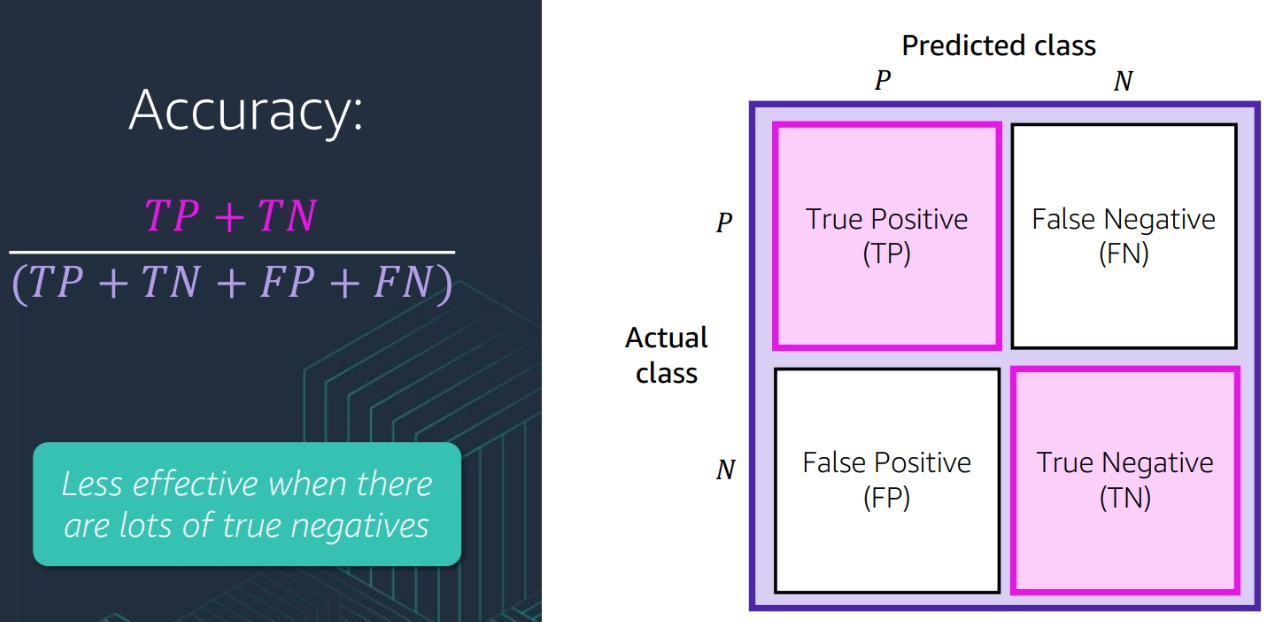 Accuracy:
TP + TN
(TP + TN + FP + FN)
Less effective when there
are lots of true negatives
Predicted class
P N
P
True Positive
(TP)
False Negative
(FN)
Actual
class
N
False Positive
(FP)
True Negative
(TN)